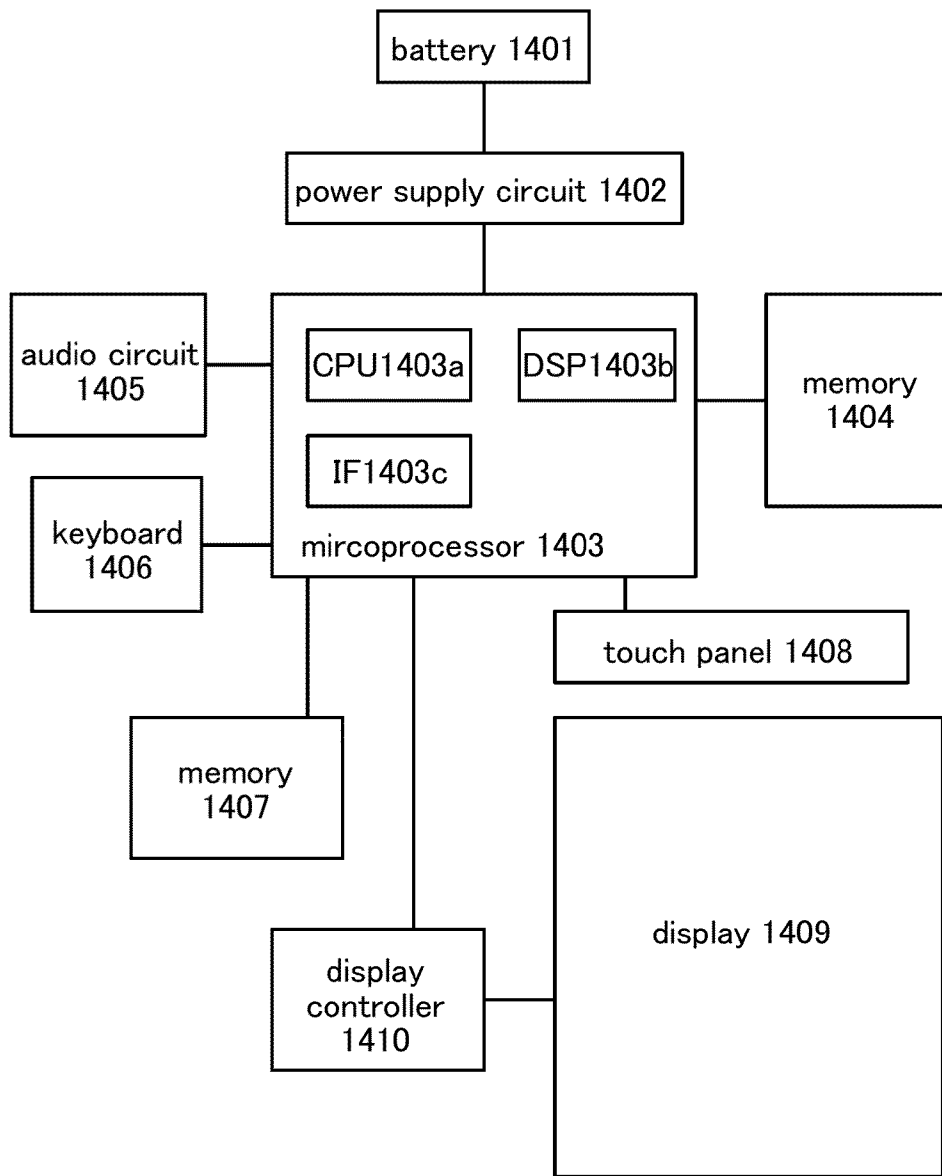 battery 1401
power supply circuit 1402
audio circuit
1405
CPU1403a
DSP1403b
IF1403c
mircoprocessor 1403
memory
1404
keyboard
1406
touch panel 1408
memory
1407
display 1409
display
controller
1410